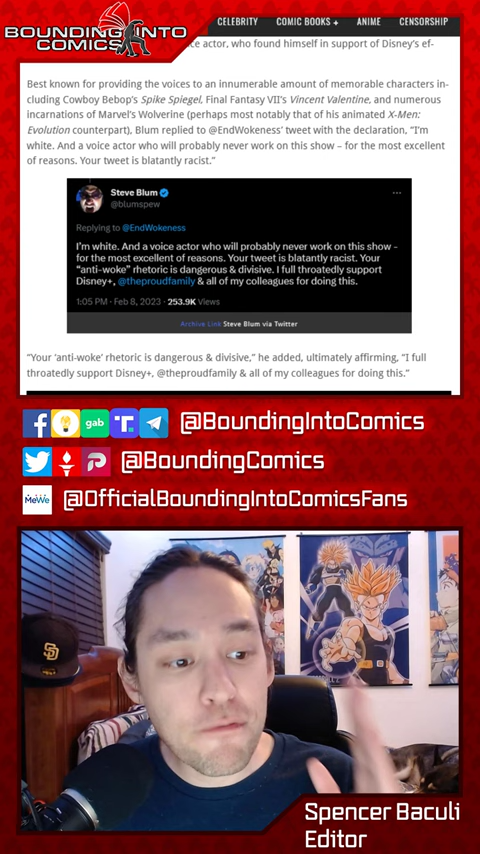 BOUNDING INTO
COMICS
CELEBRITY COMIC BOOKS + ANIME CENSORSHIP
ce actor, who found himself in support of Disney's ef-
Best known for providing the voices to an innumerable amount of memorable characters in-
cluding Cowboy Bebop's Spike Spiegel, Final Fantasy VII's Vincent Valentine, and numerous
incarnations of Marvel's Wolverine (perhaps most notably that of his animated X-Men:
Evolution counterpart), Blum replied to @EndWokeness' tweet with the declaration, "I'm
white. And a voice actor who will probably never work on this show – for the most excellent
of reasons. Your tweet is blatantly racist."
Steve Blum
@blumspew
Replying to @EndWokeness
I'm white. And a voice actor who will probably never work on this show -
for the most excellent of reasons. Your tweet is blatantly racist. Your
"anti-woke" rhetoric is dangerous & divisive. I full throatedly support
Disney+, @theproudfamily & all of my colleagues for doing this.
1:05 PM · Feb 8, 2023 · 253.9K Views
Archive Link Steve Blum via Twitter
"Your 'anti-woke' rhetoric is dangerous & divisive," he added, ultimately affirming, "I full
throatedly support Disney+, @theproudfamily & all of my colleagues for doing this."
gab T. @BoundingIntoComics
@BoundingComics
MeWe @OfficialBoundingIntoComicsFans
SD
Spencer Baculi
Editor